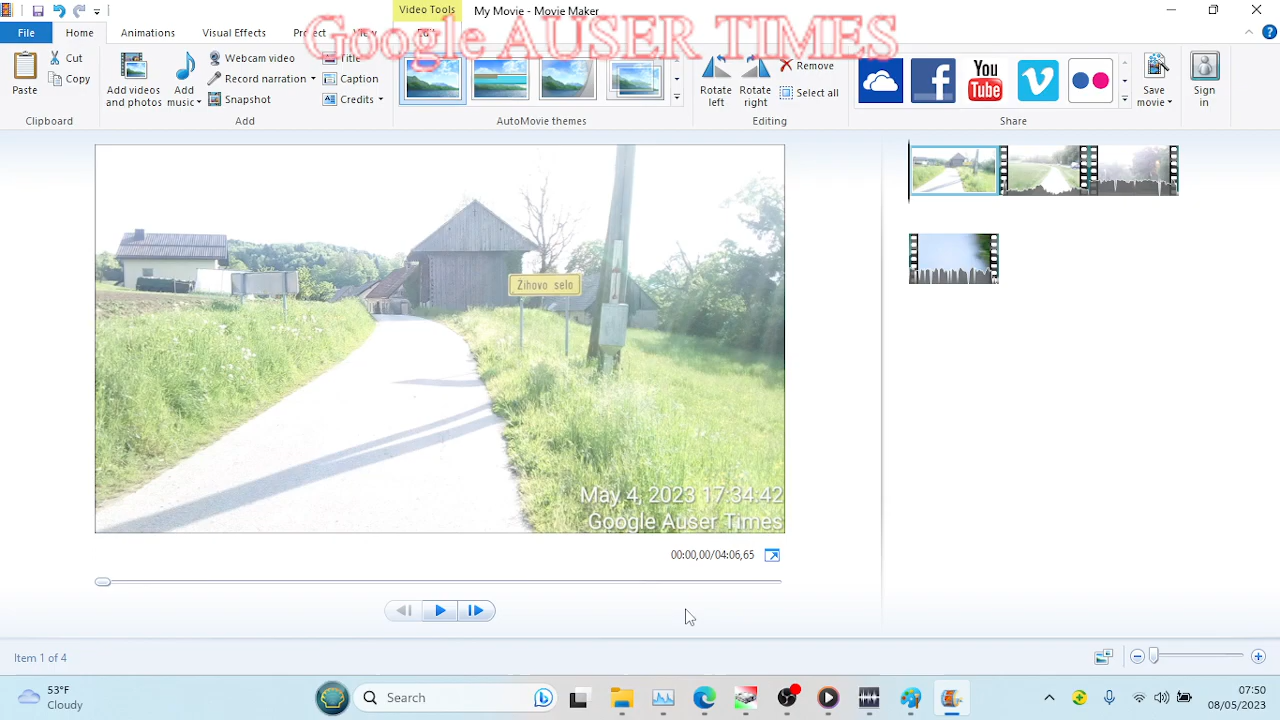 Video Tools
My Movie - Movie Maker
Google AUSER TIMES
File
Home
Animations
Visual Effects
Project
View
Edit
Paste
Cut
Copy
Clipboard
Add videos
and photos
Add
music
Webcam video
Record narration
Snapshot
Title
Caption
Credits
Add
AutoMovie themes
Rotate
left
Rotate
right
Remove
Select all
Editing
You
Tube
Share
Save
movie
Sign
in
Žihovo selo
May 4, 2023 17:34:42
Google Auser Times
00:00,00/04:06,65
Item 1 of 4
53°F
Cloudy
Search
07:50
08/05/2023